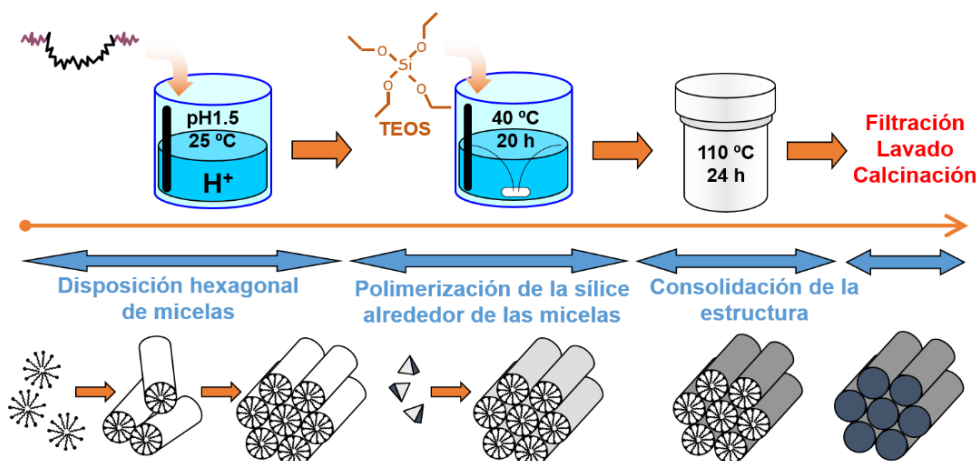 pH1.5
25 ºC
H⁺
O
O
Si
O
O
TEOS
40 ºC
20 h
110 ºC
24 h
Filtración
Lavado
Calcinación
Disposición hexagonal
de micelas
Polimerización de la sílice
alrededor de las micelas
Consolidación de la
estructura